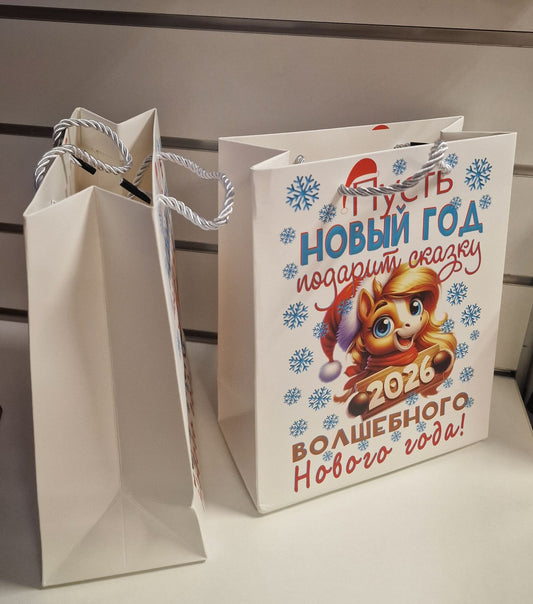 Пусть
НОВЫЙ ГОД
подарит сказку
2026
ВОЛШЕБНОГО
Нового года!